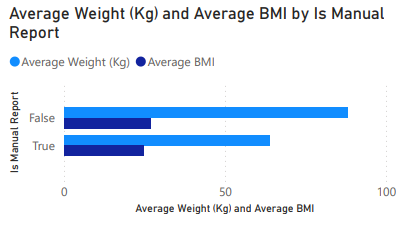 Average Weight (Kg) and Average BMI by Is Manual
Report
Average Weight (Kg) Average BMI
Is Manual Report
False
True
0 50 100
Average Weight (Kg) and Average BMI